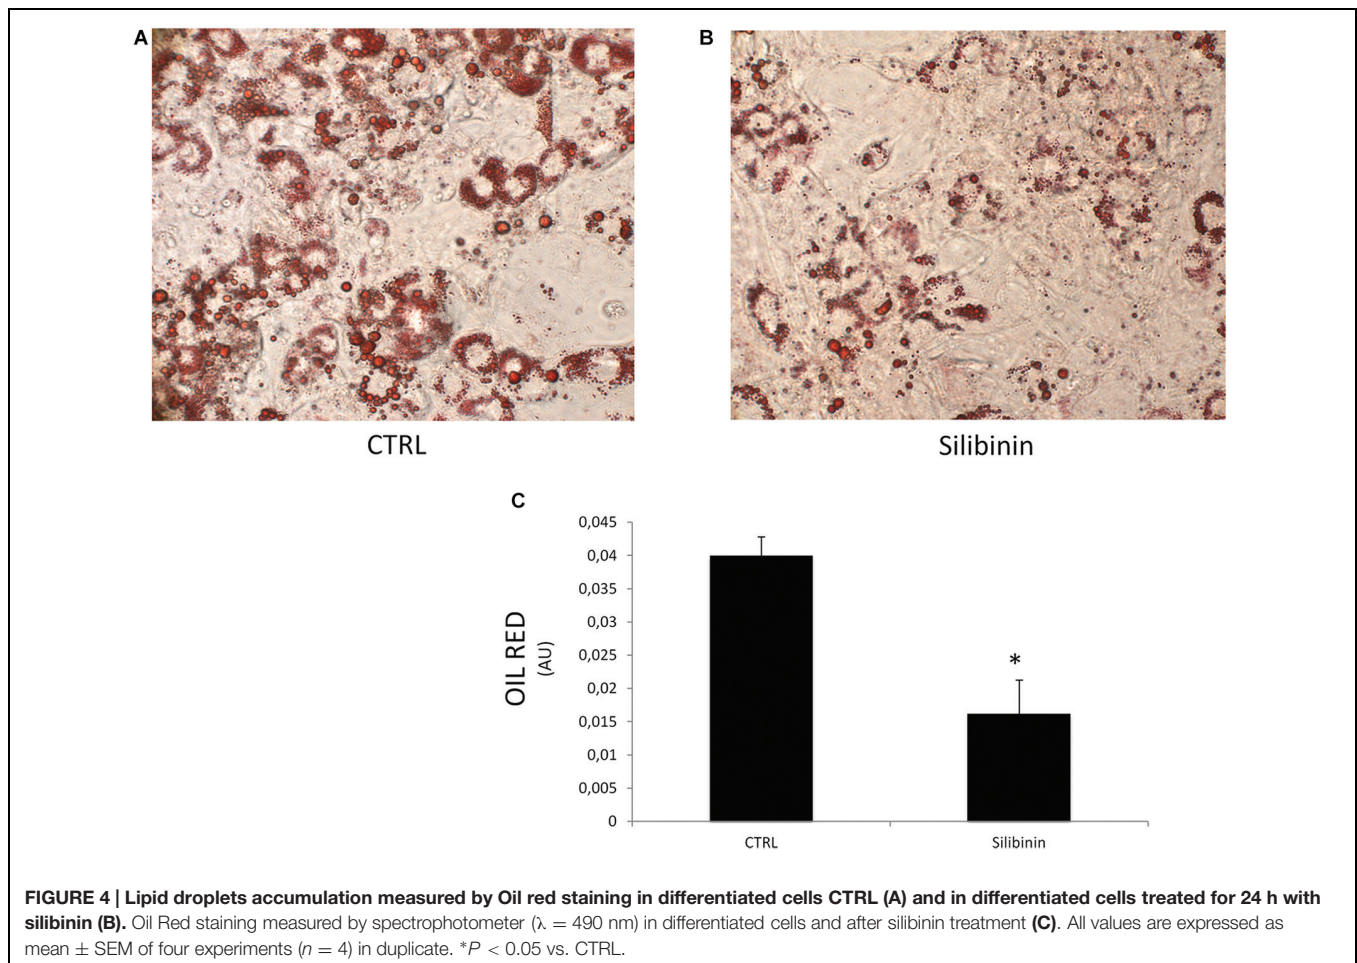 A
B
CTRL
Silibinin
C
OIL RED
(AU)
0,045
0,04
0,035
0,03
0,025
0,02
0,015
0,01
0,005
0
*
CTRL
Silibinin
FIGURE 4 | Lipid droplets accumulation measured by Oil red staining in differentiated cells CTRL (A) and in differentiated cells treated for 24 h with
silibinin (B). Oil Red staining measured by spectrophotometer (λ = 490 nm) in differentiated cells and after silibinin treatment (C). All values are expressed as
mean ± SEM of four experiments (n = 4) in duplicate. *P < 0.05 vs. CTRL.